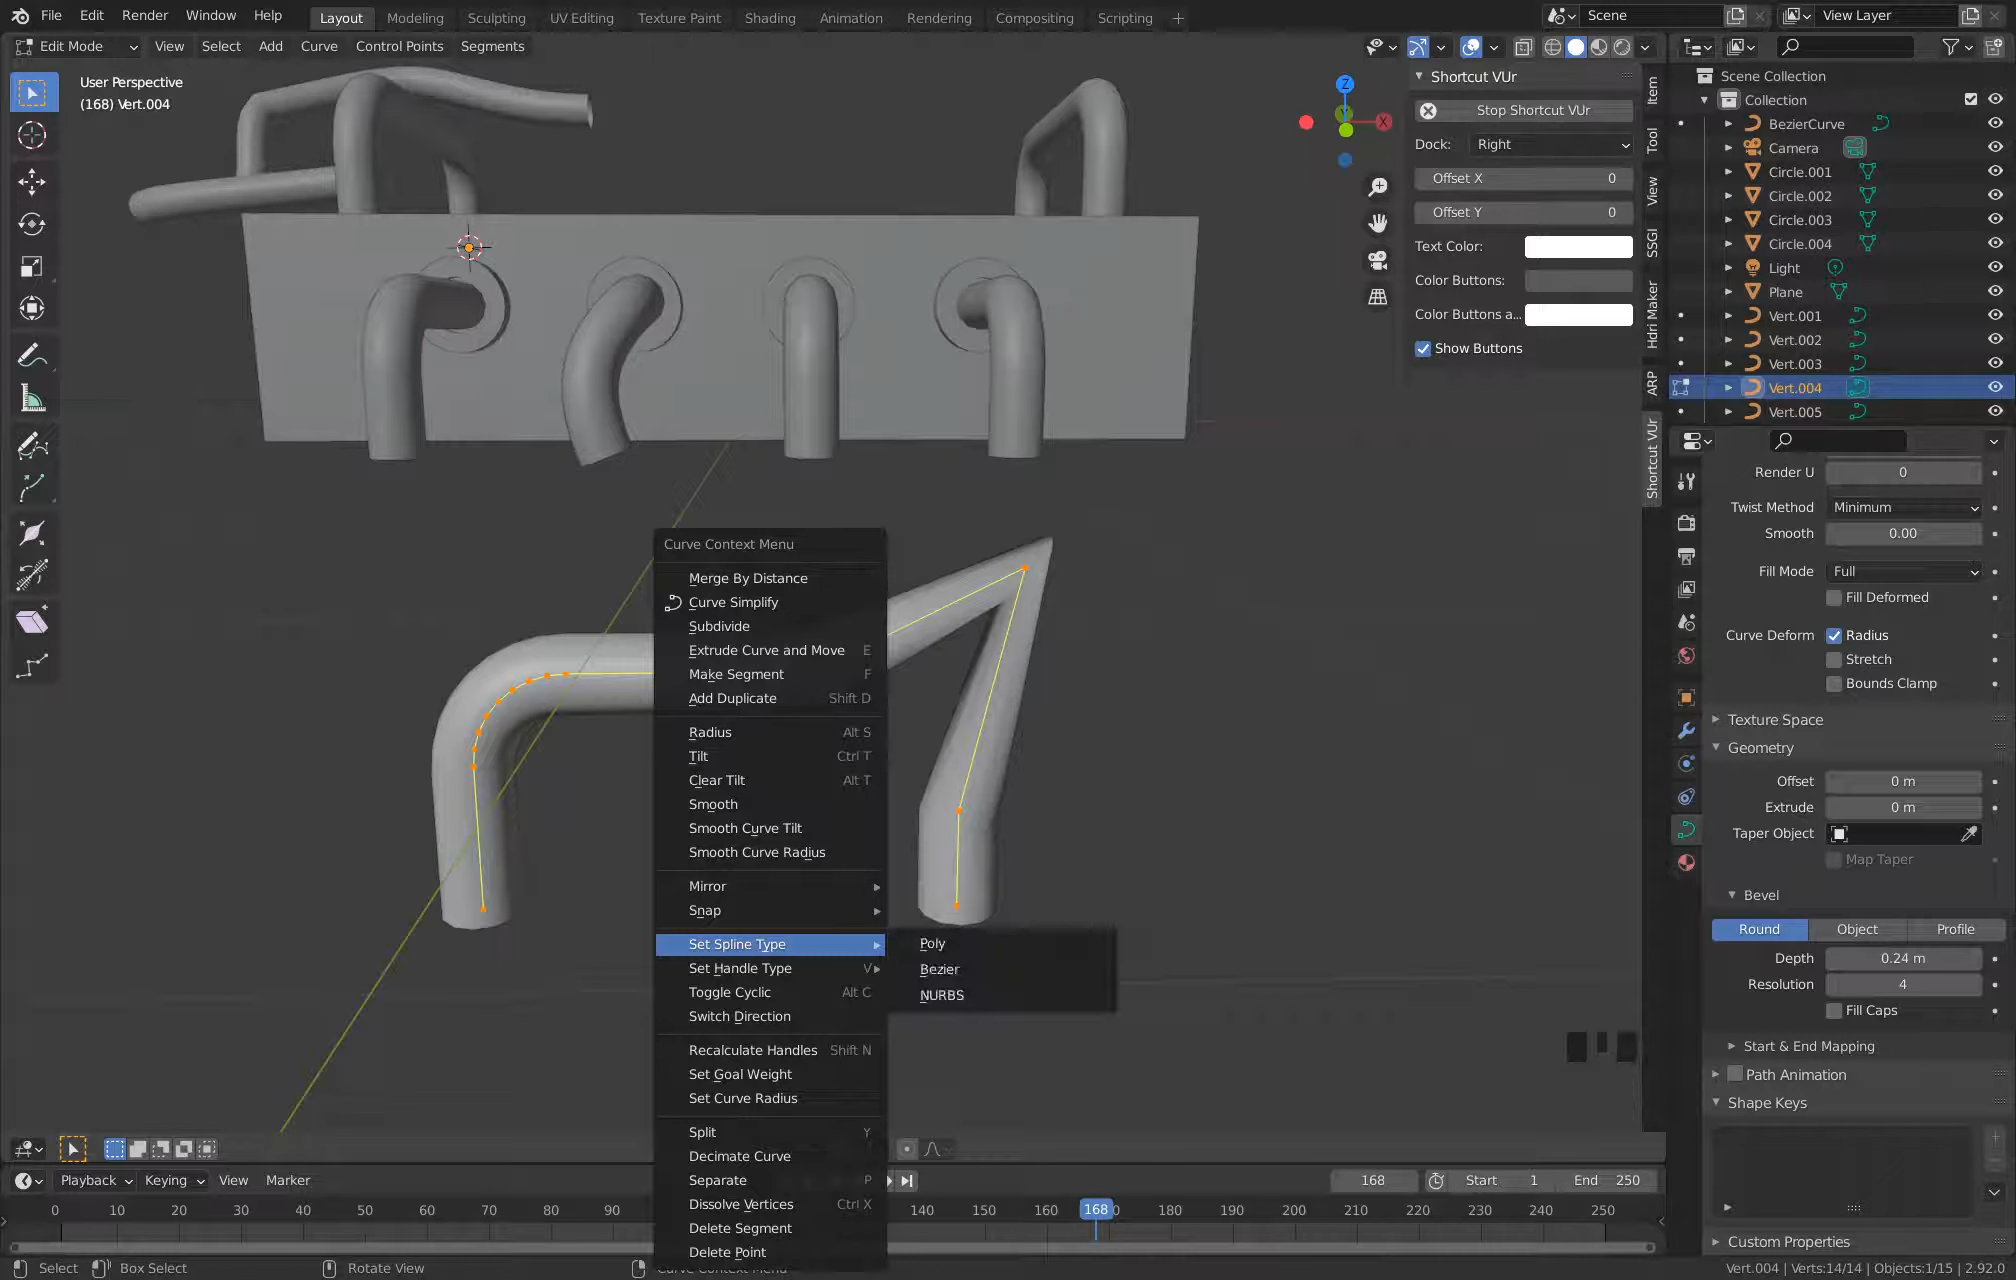 File Edit Render Window Help Layout Modeling Sculpting UV Editing Texture Paint Shading Animation Rendering Compositing Scripting + Scene View Layer
Edit Mode View Select Add Curve Control Points Segments
User Perspective
(168) Vert.004
Z
X
Shortcut VUr
Stop Shortcut VUr
Dock: Right
Offset X 0
Offset Y 0
Text Color:
Color Buttons:
Color Buttons a...
Show Buttons
Item
Tool
View
SSGI
Hdri Maker
ARP
Shortcut VUr
Scene Collection
Collection
BezierCurve
Camera
Circle.001
Circle.002
Circle.003
Circle.004
Light
Plane
Vert.001
Vert.002
Vert.003
Vert.004
Vert.005
Render U 0
Twist Method Minimum
Smooth 0.00
Fill Mode Full
Fill Deformed
Curve Deform Radius
Stretch
Bounds Clamp
Texture Space
Geometry
Offset 0 m
Extrude 0 m
Taper Object
Map Taper
Bevel
Round Object Profile
Depth 0.24 m
Resolution 4
Fill Caps
Start & End Mapping
Path Animation
Shape Keys
Custom Properties
Curve Context Menu
Merge By Distance
Curve Simplify
Subdivide
Extrude Curve and Move E
Make Segment F
Add Duplicate Shift D
Radius Alt S
Tilt Ctrl T
Clear Tilt Alt T
Smooth
Smooth Curve Tilt
Smooth Curve Radius
Mirror
Snap
Set Spline Type
Set Handle Type V
Toggle Cyclic Alt C
Switch Direction
Recalculate Handles Shift N
Set Goal Weight
Set Curve Radius
Split Y
Decimate Curve
Separate P
Dissolve Vertices Ctrl X
Delete Segment
Delete Point
Poly
Bezier
NURBS
Playback Keying View Marker 168 Start 1 End 250
0 10 20 30 40 50 60 70 80 90 140 150 160 168 180 190 200 210 220 230 240 250
Select Box Select Rotate View Curve Context Menu Vert.004 | Verts:14/14 | Objects:1/15 | 2.92.0